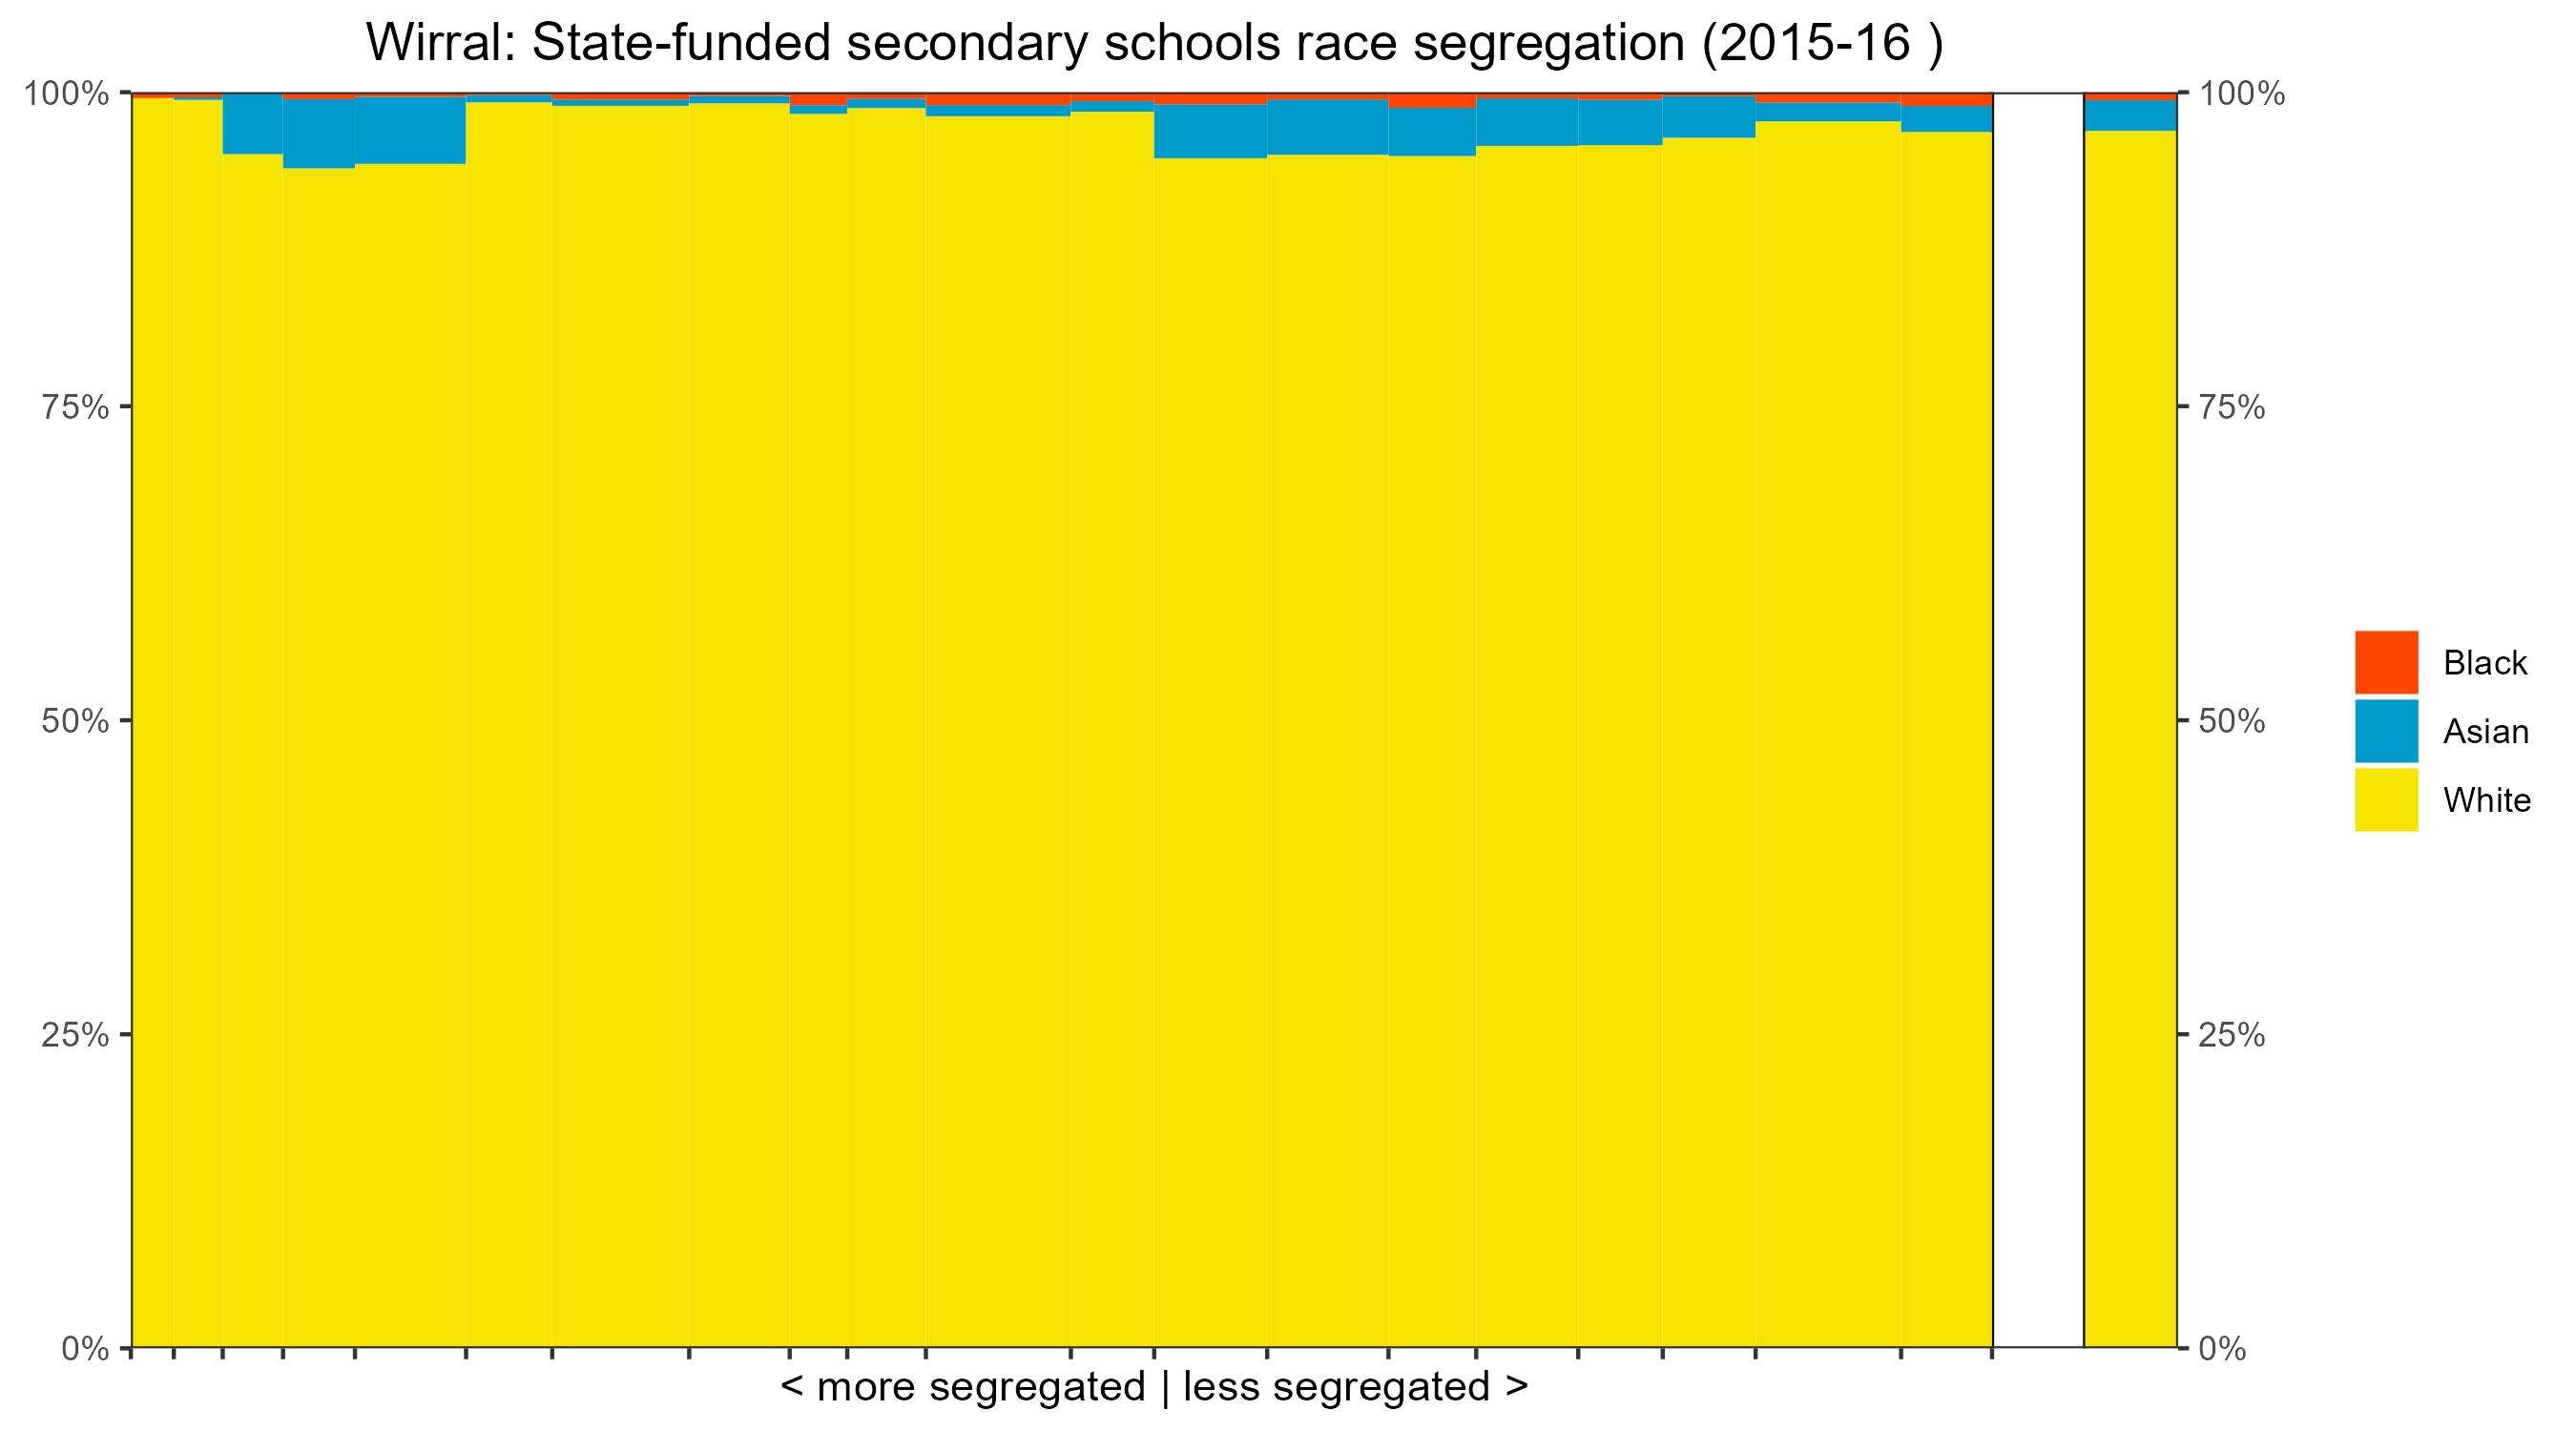 Wirral: State-funded secondary schools race segregation (2015-16 )
100%
75%
50%
25%
0%
100%
75%
50%
25%
0%
< more segregated | less segregated >
Black
Asian
White